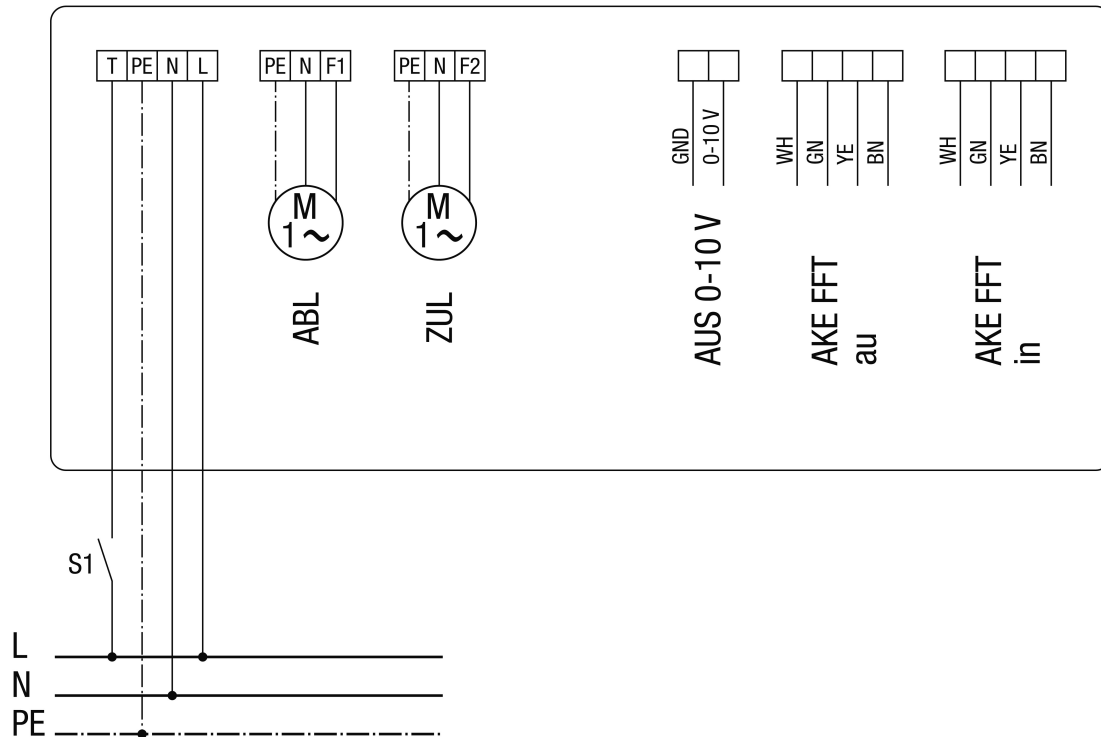 T PE N L
PE N F1
PE N F2
GND
0-10 V
WH
GN
YE
BN
WH
GN
YE
BN
M
1~
M
1~
ABL
ZUL
AUS 0-10 V
AKE FFT
au
AKE FFT
in
S1
L
N
PE